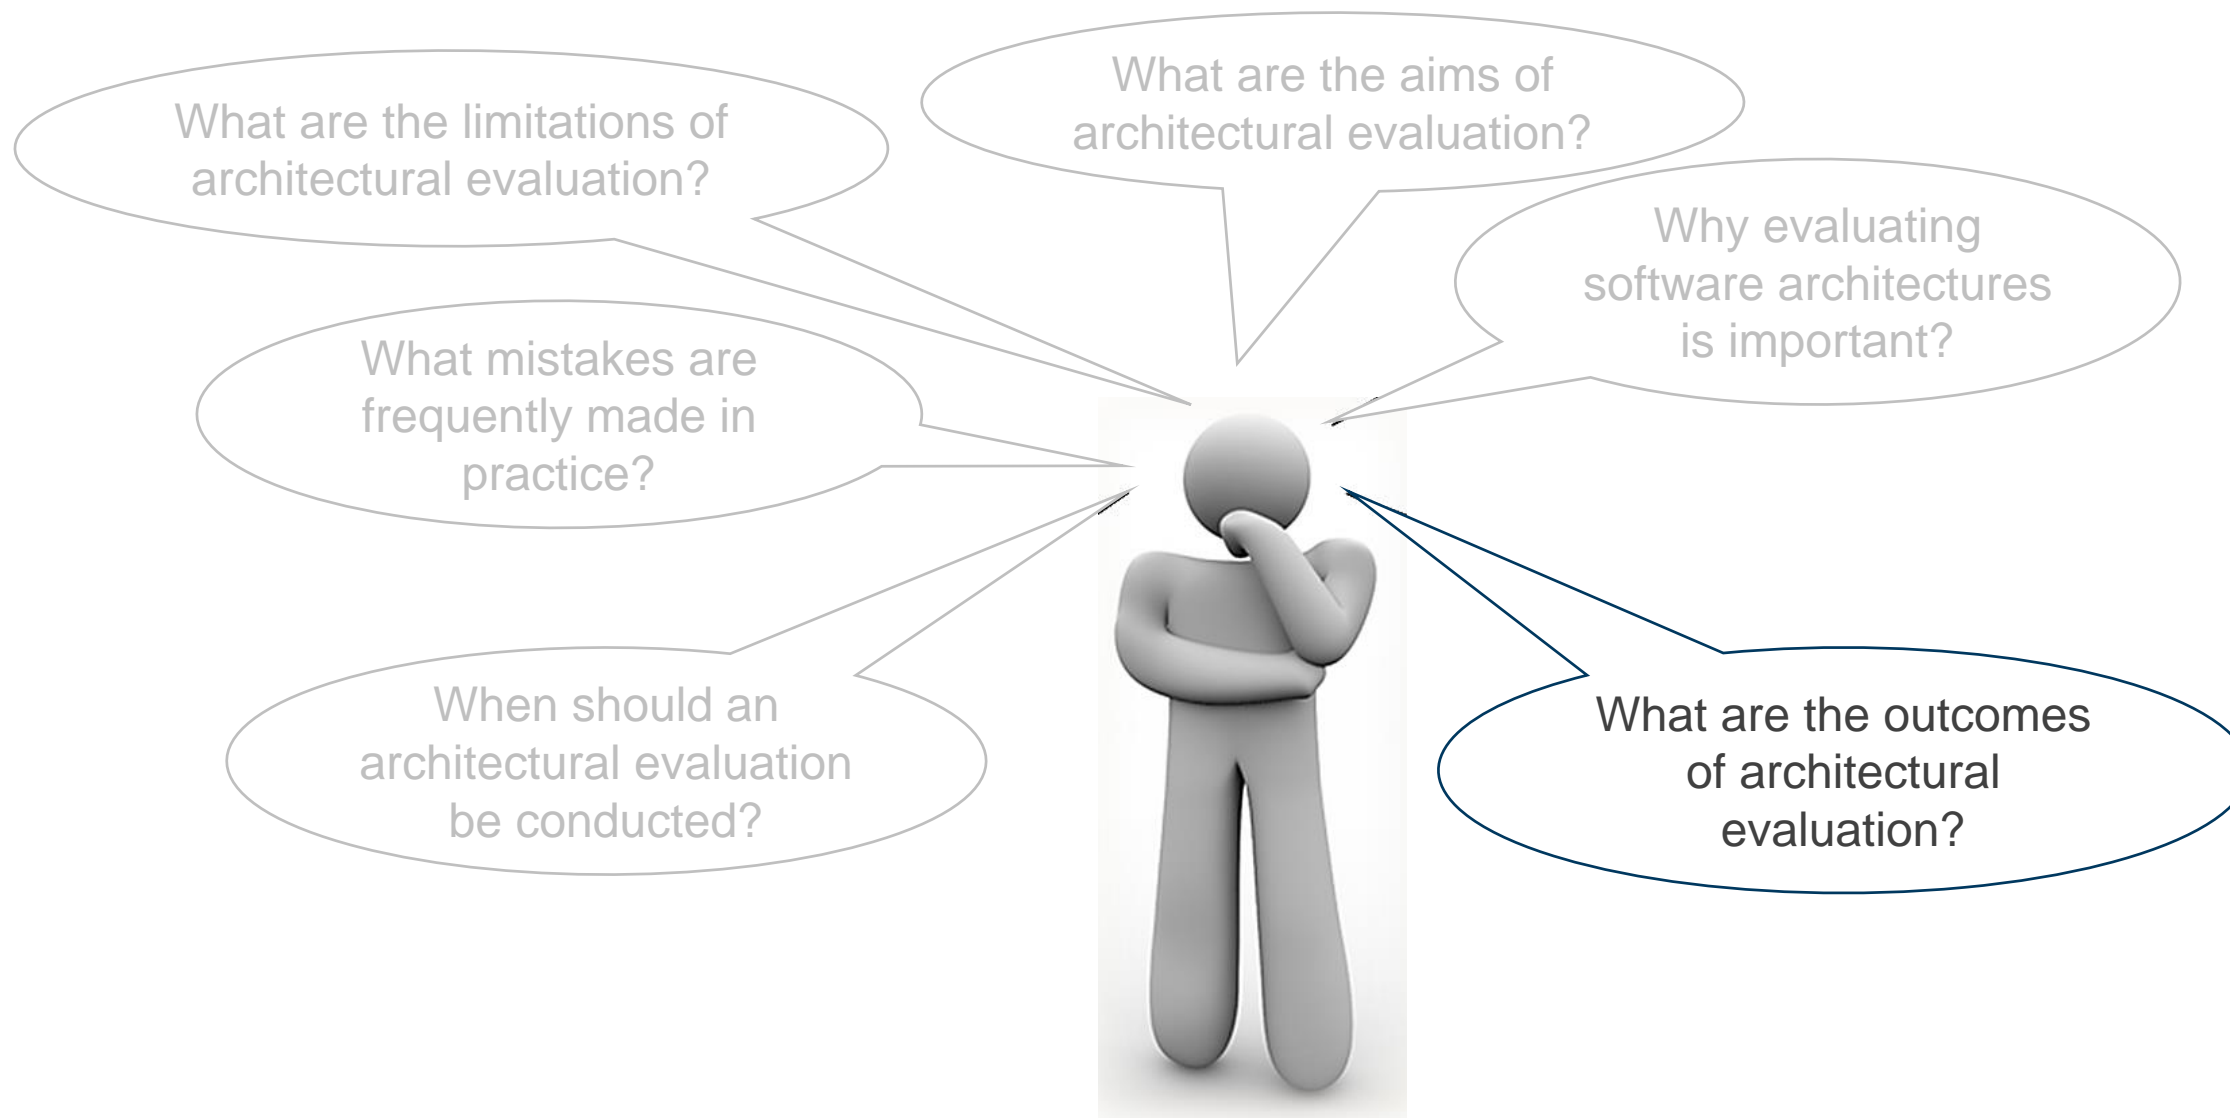 What are the limitations of
architectural evaluation?
What are the aims of
architectural evaluation?
Why evaluating
software architectures
is important?
What mistakes are
frequently made in
practice?
When should an
architectural evaluation
be conducted?
What are the outcomes
of architectural
evaluation?